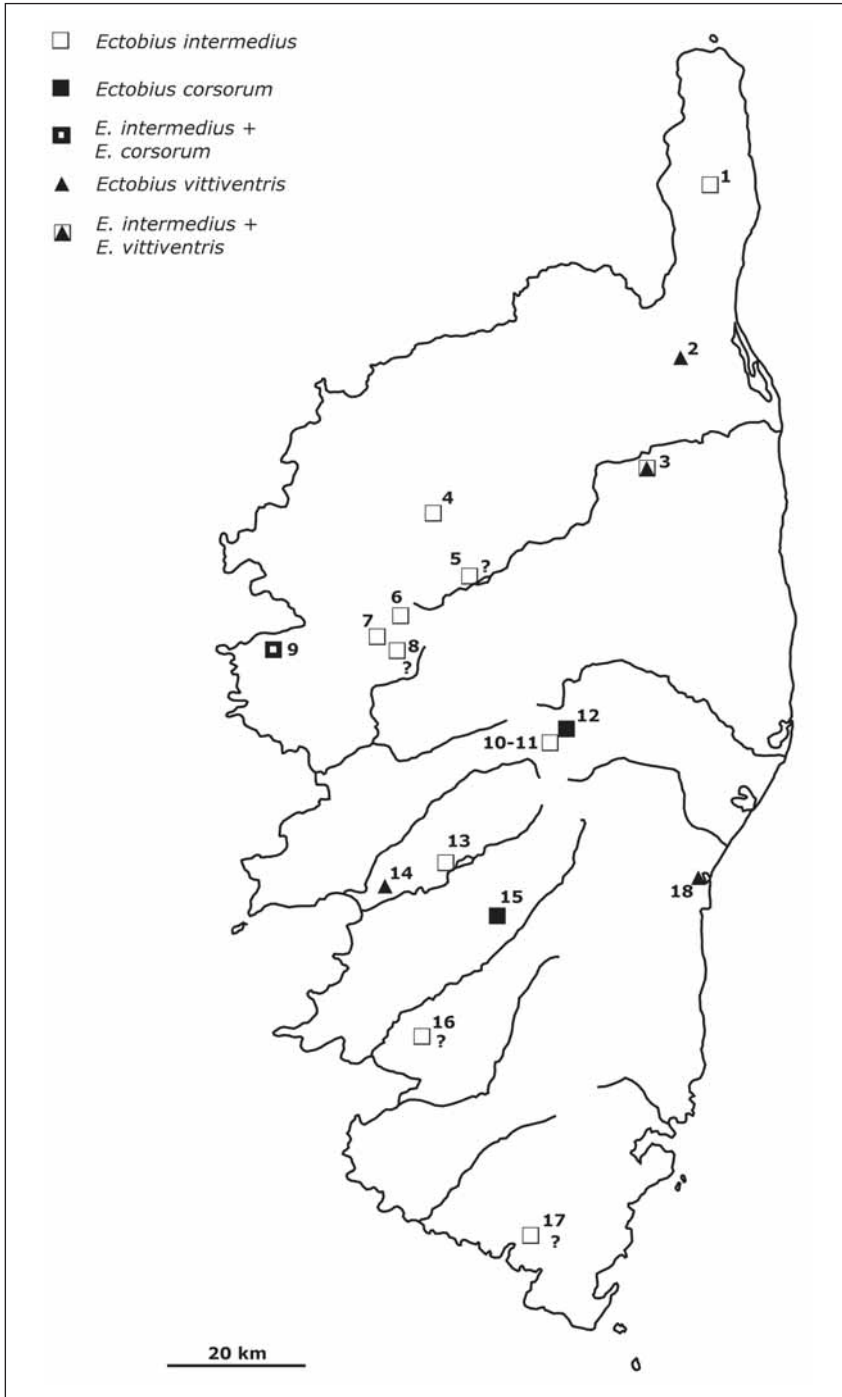 Ectobius intermedius
Ectobius corsorum
E. intermedius +
E. corsorum
Ectobius vittiventris
E. intermedius +
E. vittiventris
1
2
3
4
5 ?
6
7
8
?
9
12
10-11
13
14
18
15
16
?
17
?
20 km